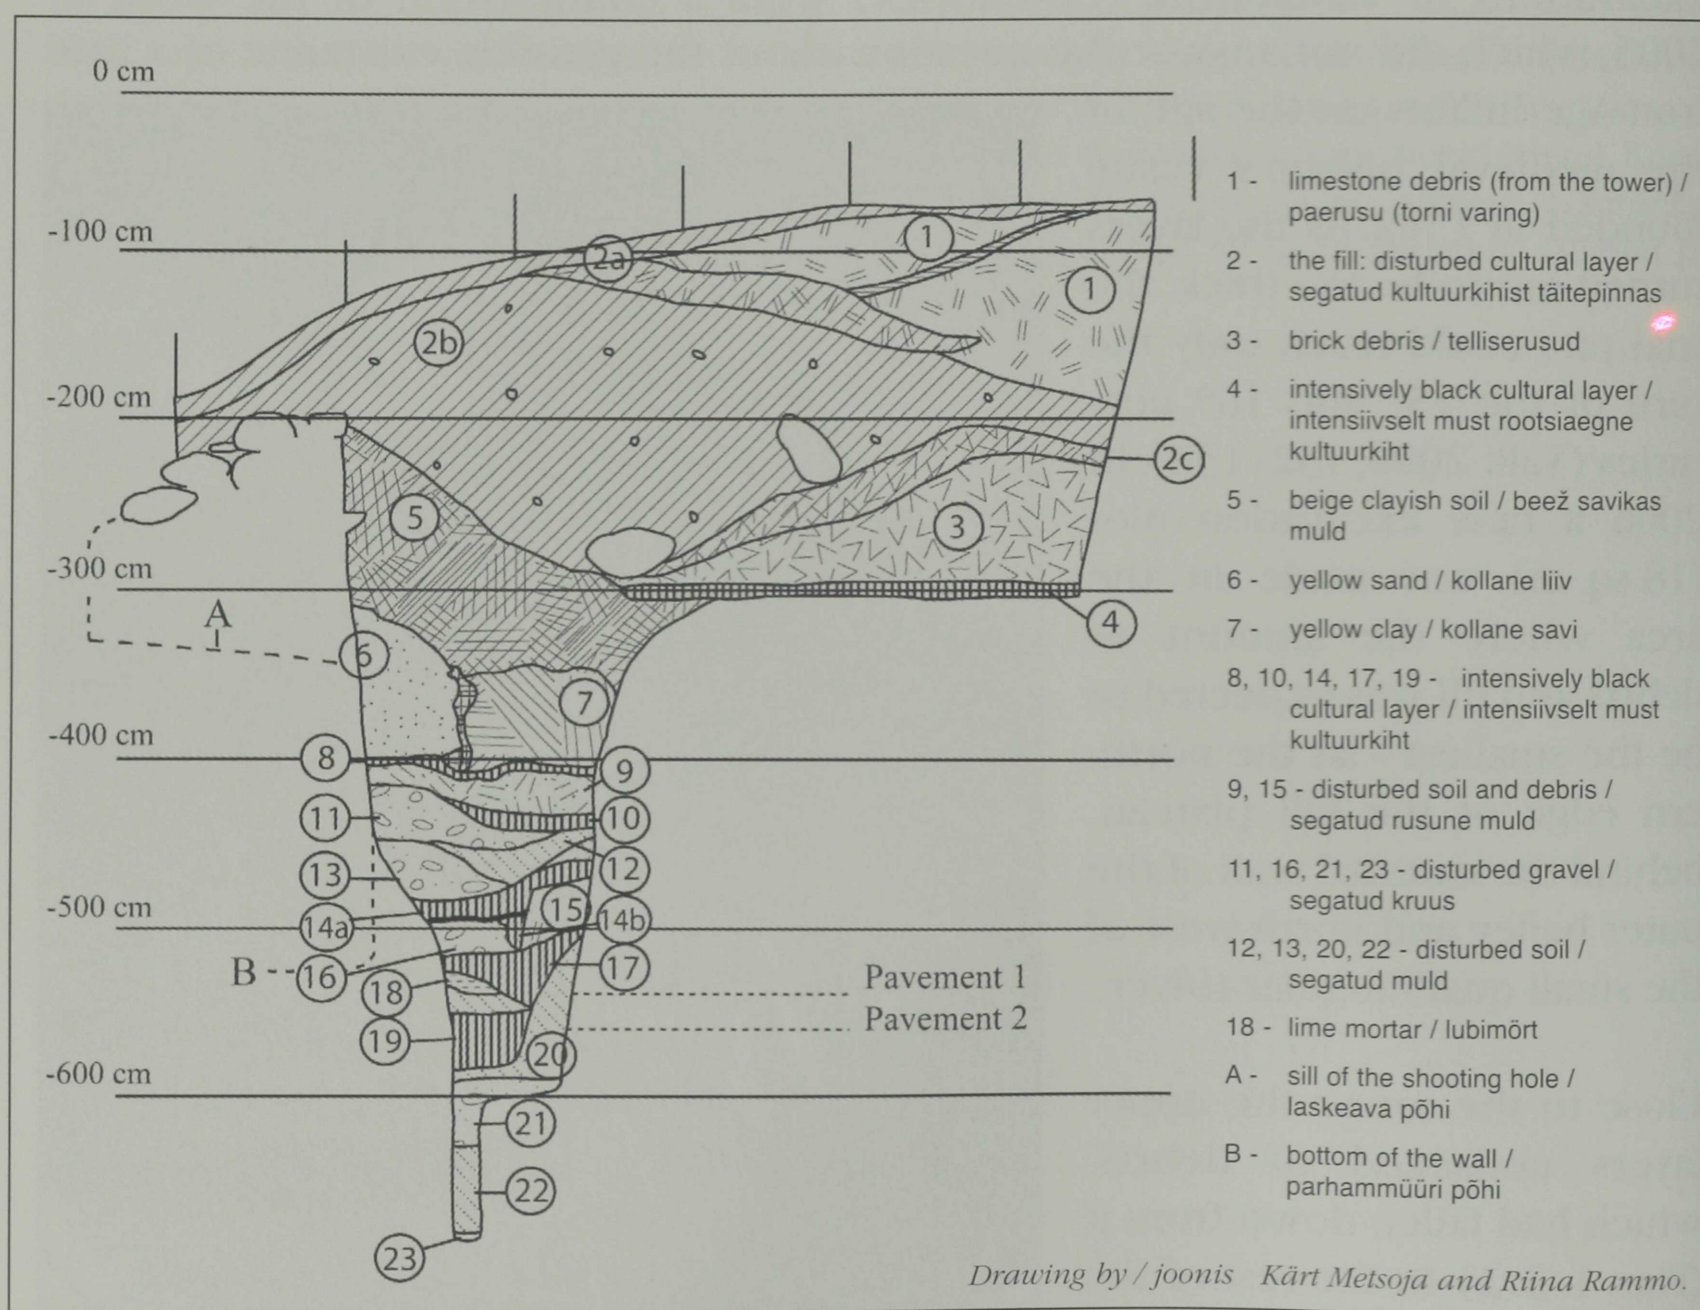 0 cm
-100 cm
-200 cm
-300 cm
-400 cm
-500 cm
-600 cm
1
2a
1
2b
2c
5
3
4
A
6
7
8
9
11
10
12
13
15
14a
14b
B
16
17
18
Pavement 1
Pavement 2
19
20
21
22
23
1 - limestone debris (from the tower) /
paerusu (torni varing)
2 - the fill: disturbed cultural layer /
segatud kultuurkihist täitepinnas
3 - brick debris / telliserusud
4 - intensively black cultural layer /
intensiivselt must rootsiaegne
kultuurkiht
5 - beige clayish soil / beež savikas
muld
6 - yellow sand / kollane liiv
7 - yellow clay / kollane savi
8, 10, 14, 17, 19 - intensively black
cultural layer / intensiivselt must
kultuurkiht
9, 15 - disturbed soil and debris /
segatud rusune muld
11, 16, 21, 23 - disturbed gravel /
segatud kruus
12, 13, 20, 22 - disturbed soil /
segatud muld
18 - lime mortar / lubimört
A - sill of the shooting hole /
laskeava põhi
B - bottom of the wall /
parhammüüri põhi
Drawing by / joonis Kärt Metsoja and Riina Rammo.